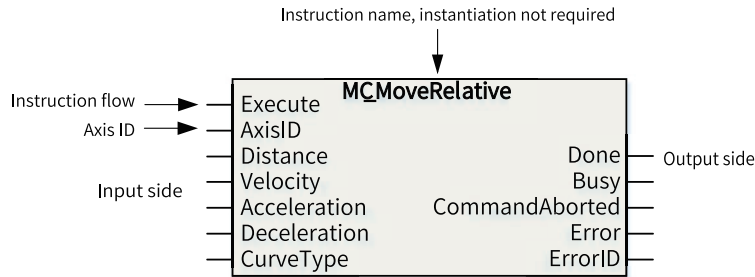 Instruction name, instantiation not required
MC_MoveRelative
Instruction flow
Execute
Axis ID
AxisID
Distance
Done
Output side
Input side
Velocity
Busy
Acceleration
CommandAborted
Deceleration
Error
CurveType
ErrorID